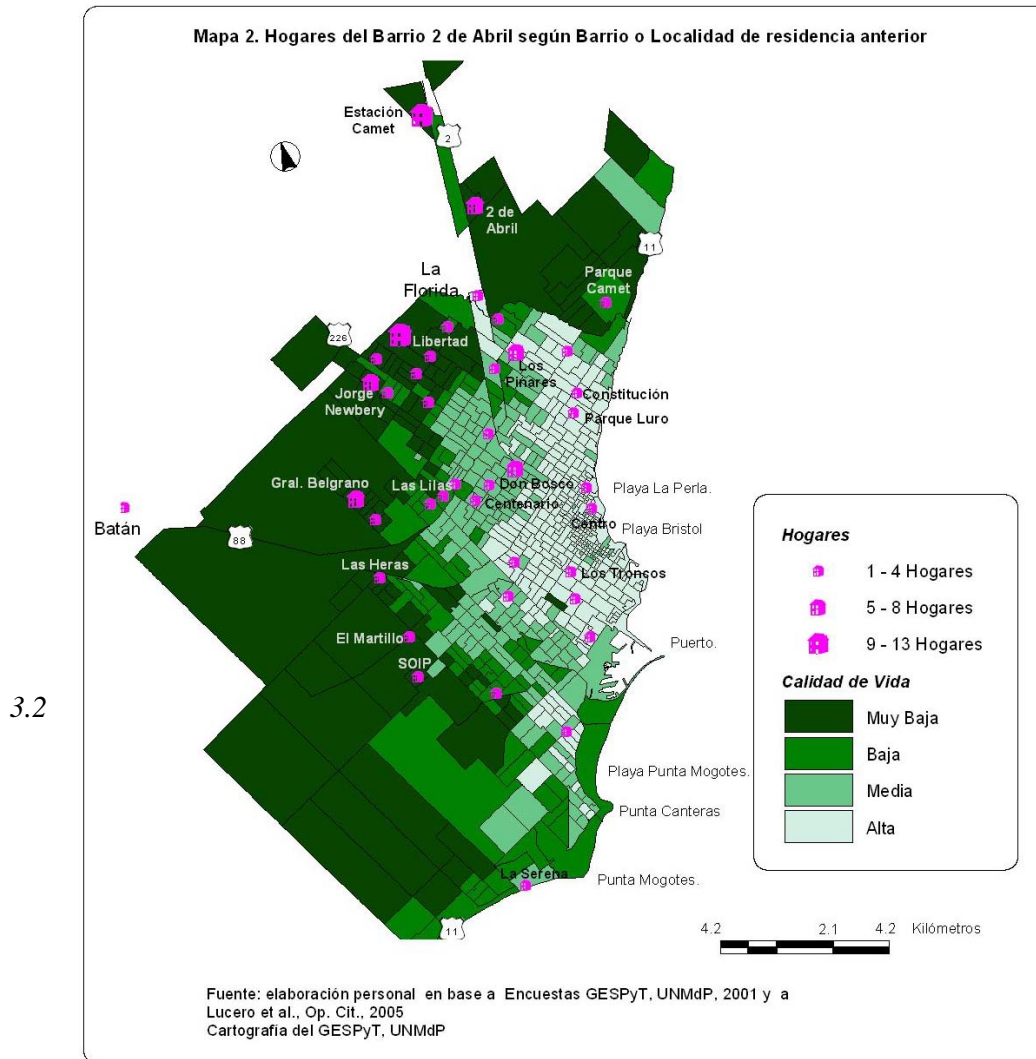 Mapa 2. Hogares del Barrio 2 de Abril según Barrio o Localidad de residencia anterior
Estación
Camet
2
2 de
Abril
11
La
Florida
Parque
Camet
226
Libertad
Los
Pinares
Jorge
Newbery
Constitución
Parque Luro
Gral. Belgrano
Las Lilas
Don Bosco
Playa La Perla.
Centenario
Batán
Centro
Playa Bristol
88
Las Heras
Los Troncos
El Martillo
Puerto.
SOIP
Playa Punta Mogotes.
Punta Canteras
La Serena
Punta Mogotes.
11
Hogares
1 - 4 Hogares
5 - 8 Hogares
9 - 13 Hogares
Calidad de Vida
Muy Baja
Baja
Media
Alta
4.2 2.1 4.2 Kilómetros
Fuente: elaboración personal en base a Encuestas GESPyT, UNMdP, 2001 y a
Lucero et al., Op. Cit., 2005
Cartografía del GESPyT, UNMdP
3.2